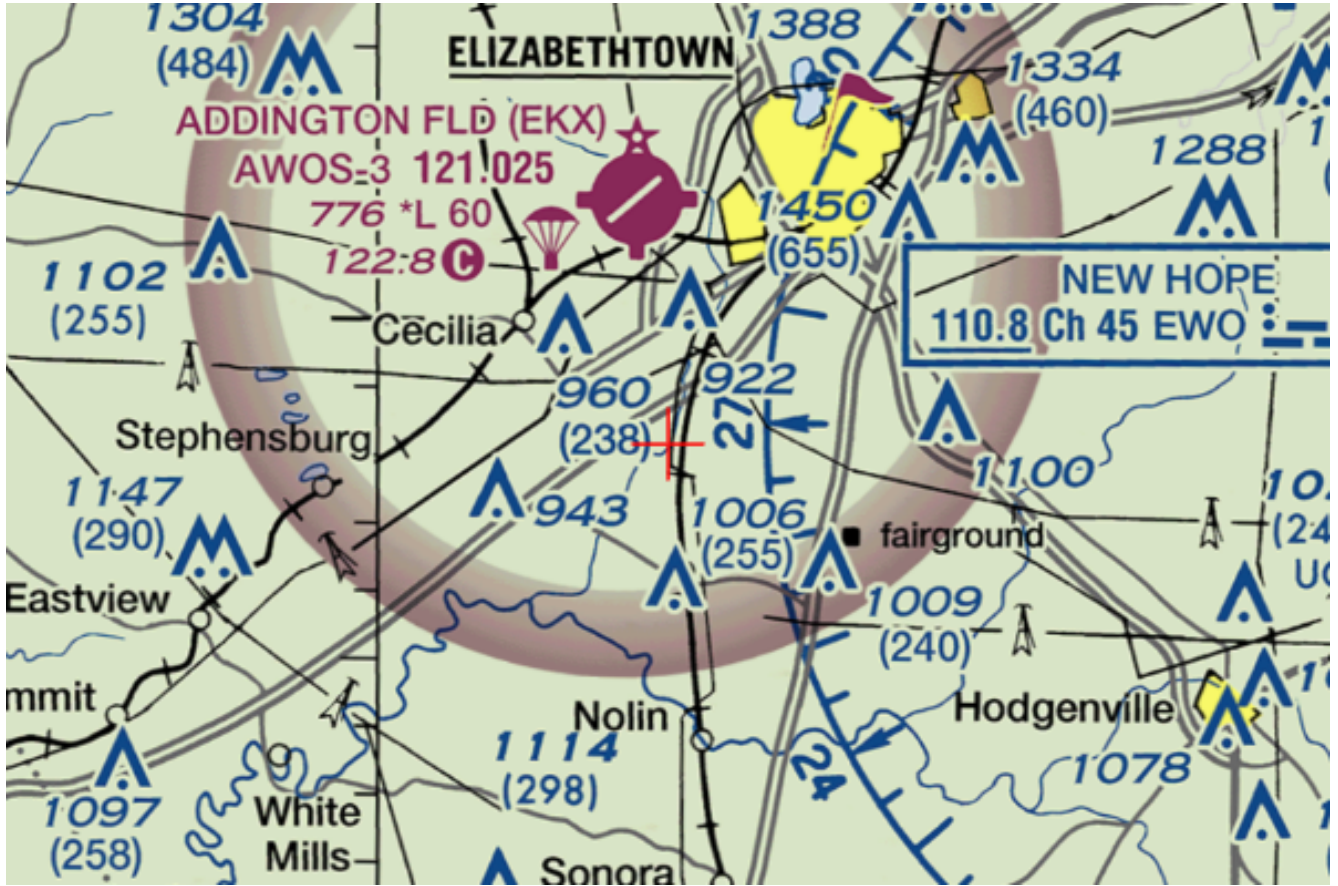 1304
(484)
ELIZABETHTOWN
1388
1334
(460)
ADDINGTON FLD (EKX)
AWOS-3 121.025
776 *L 60
122.8 C
1288
1450
(655)
1102
(255)
NEW HOPE
110.8 Ch 45 EWO
Cecilia
960
(238)
922
27
Stephensburg
1147
(290)
943
1006
(255)
1100
fairground
Eastview
1009
(240)
mmit
Nolin
Hodgenville
1114
(298)
24
1078
1097
(258)
White
Mills
Sonora